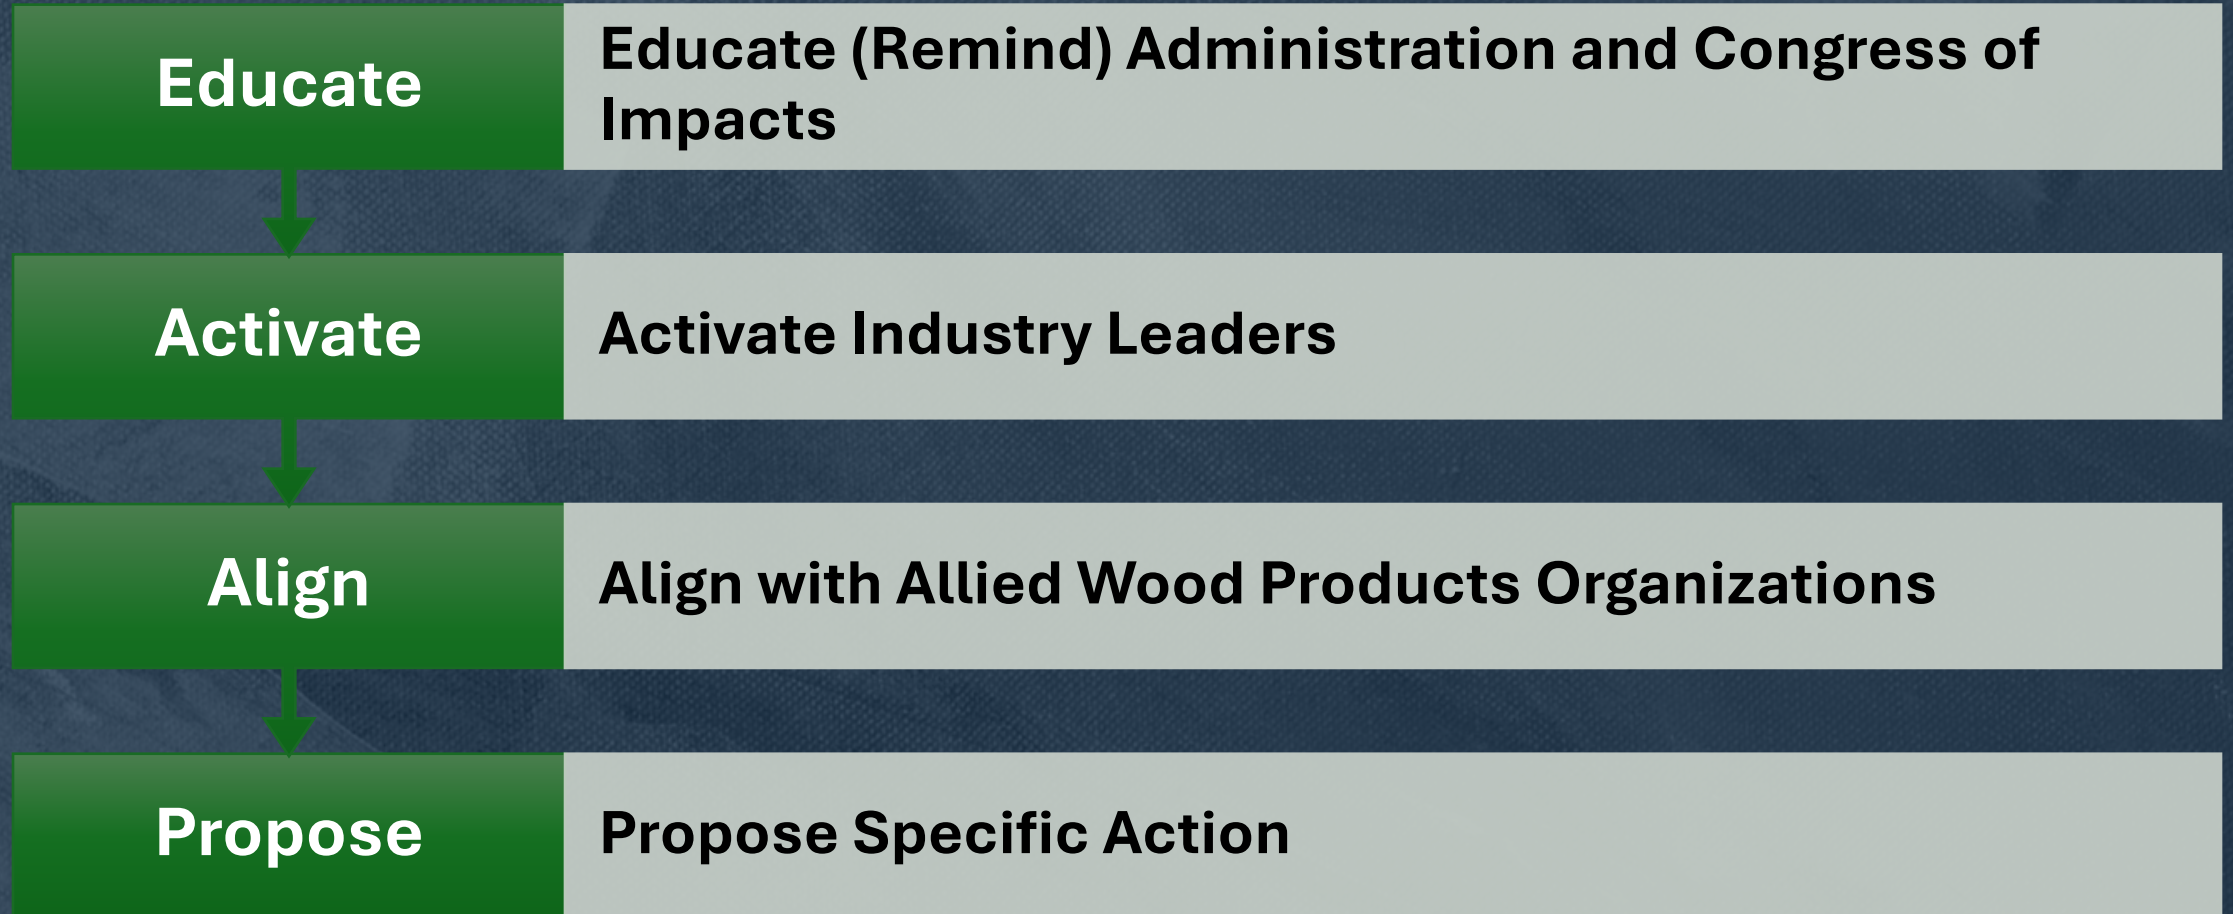 Educate
Educate (Remind) Administration and Congress of
Impacts
Activate
Activate Industry Leaders
Align
Align with Allied Wood Products Organizations
Propose
Propose Specific Action